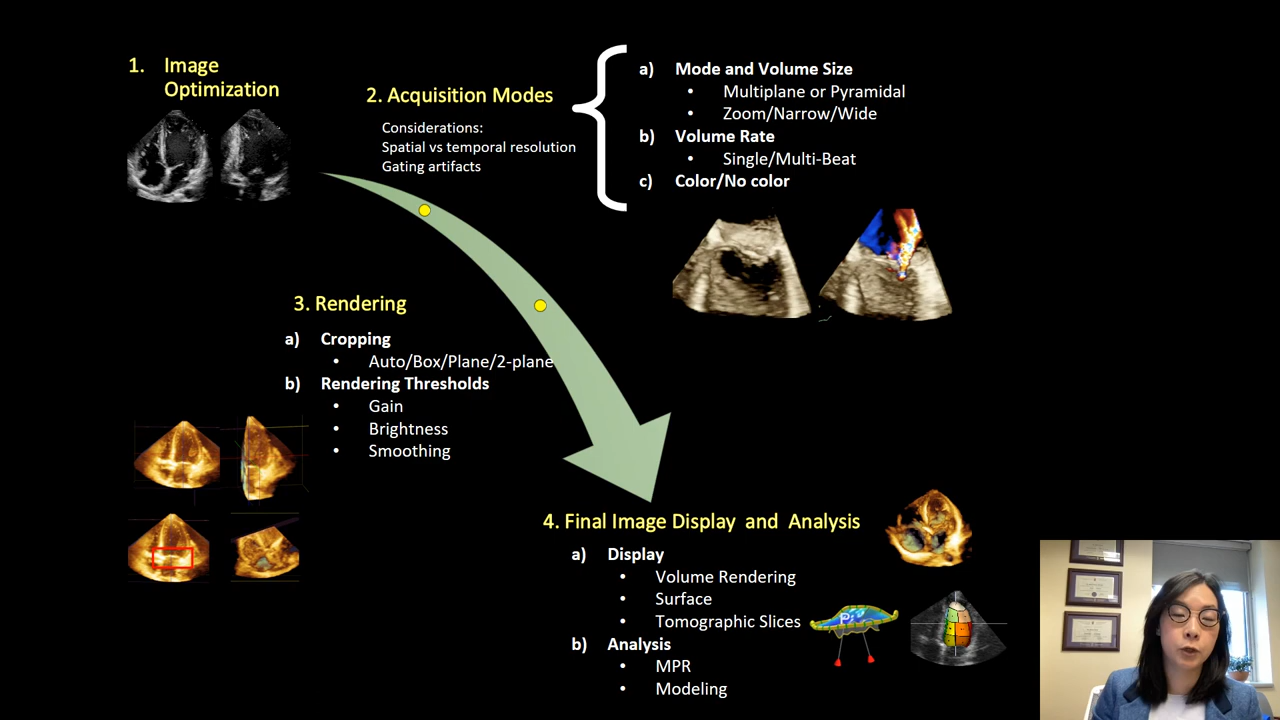 1. Image
Optimization
2. Acquisition Modes
Considerations:
Spatial vs temporal resolution
Gating artifacts
a) Mode and Volume Size
• Multiplane or Pyramidal
• Zoom/Narrow/Wide
b) Volume Rate
• Single/Multi-Beat
c) Color/No color
3. Rendering
a) Cropping
• Auto/Box/Plane/2-plane
b) Rendering Thresholds
• Gain
• Brightness
• Smoothing
4. Final Image Display and Analysis
a) Display
• Volume Rendering
• Surface
• Tomographic Slices
b) Analysis
• MPR
• Modeling